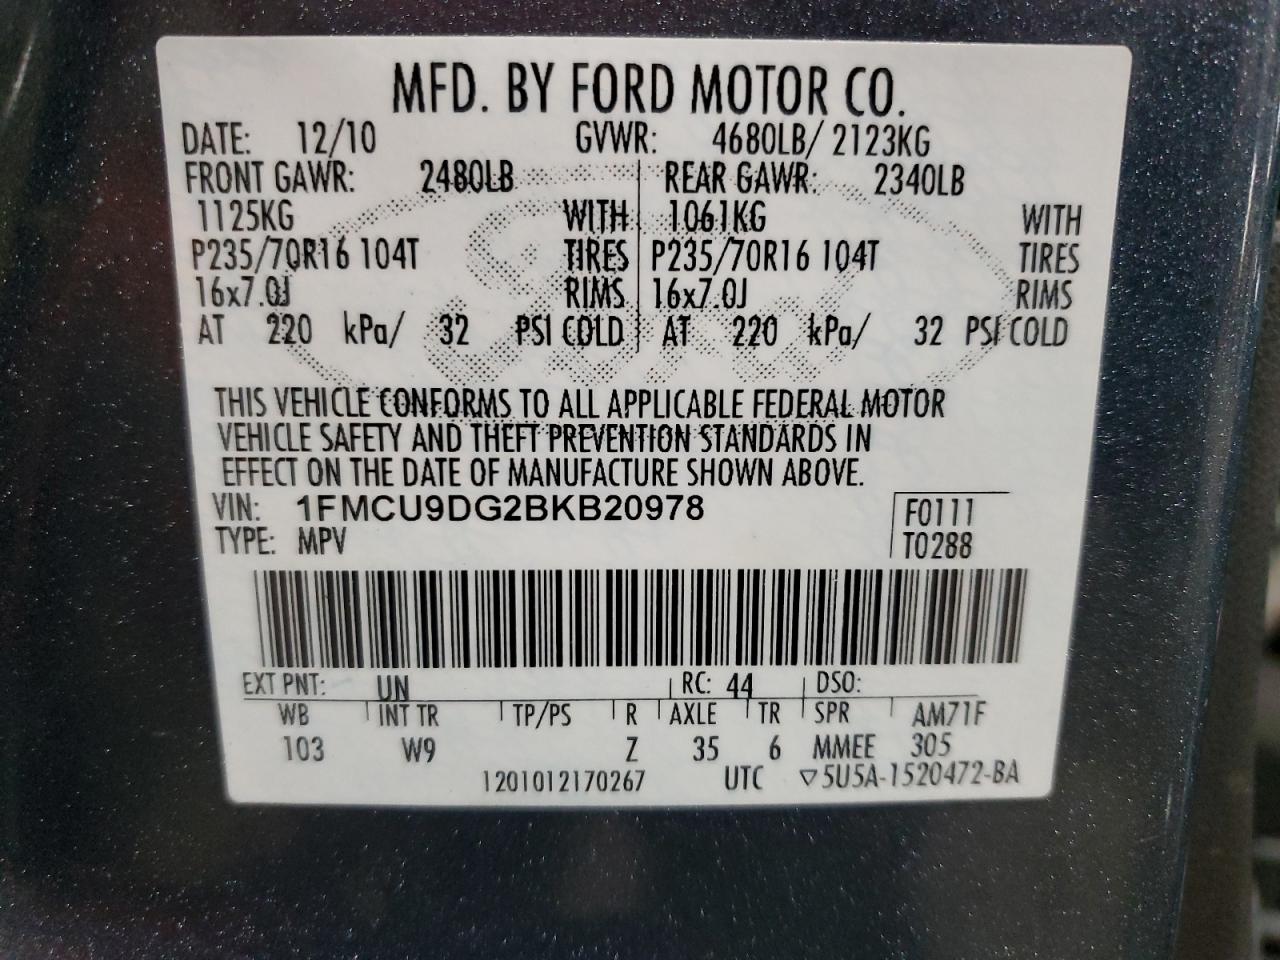 MFD. BY FORD MOTOR CO.
DATE: 12/10 GVWR: 4680LB/ 2123KG
FRONT GAWR: 2480LB REAR GAWR: 2340LB
1125KG WITH 1061KG WITH
P235/70R16 104T TIRES P235/70R16 104T TIRES
16x7.0J RIMS 16x7.0J RIMS
AT 220 kPa/ 32 PSI COLD AT 220 kPa/ 32 PSI COLD
THIS VEHICLE CONFORMS TO ALL APPLICABLE FEDERAL MOTOR
VEHICLE SAFETY AND THEFT PREVENTION STANDARDS IN
EFFECT ON THE DATE OF MANUFACTURE SHOWN ABOVE.
VIN: 1FMCU9DG2BKB20978 F0111
TYPE: MPV T0288
EXT PNT: UN RC: 44 DSO:
WB INT TR TP/PS R AXLE TR SPR AM71F
103 W9 Z 35 6 MMEE 305
1201012170267 UTC ▽5U5A-1520472-BA